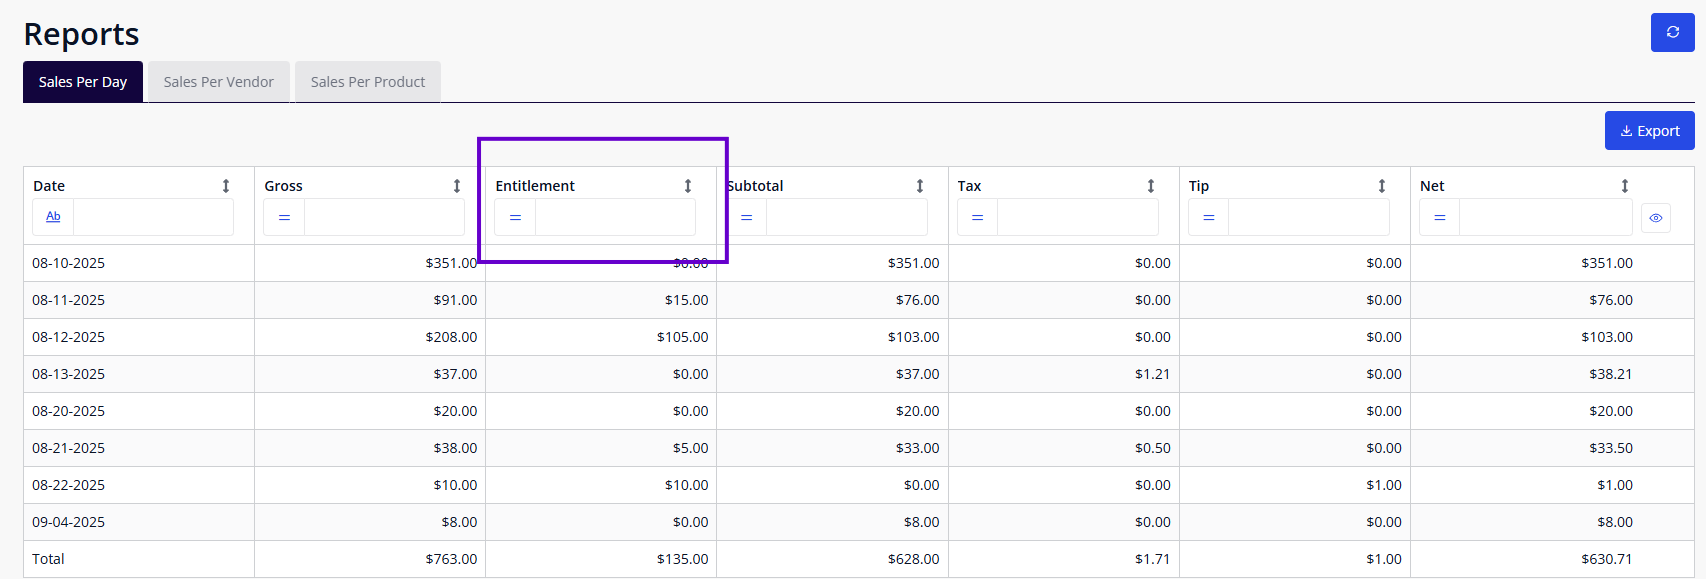 Reports
Sales Per Day Sales Per Vendor Sales Per Product
Export
Date Gross Entitlement Subtotal Tax Tip Net
Ab = = = = = =
08-10-2025 $351.00 $0.00 $351.00 $0.00 $0.00 $351.00
08-11-2025 $91.00 $15.00 $76.00 $0.00 $0.00 $76.00
08-12-2025 $208.00 $105.00 $103.00 $0.00 $0.00 $103.00
08-13-2025 $37.00 $0.00 $37.00 $1.21 $0.00 $38.21
08-20-2025 $20.00 $0.00 $20.00 $0.00 $0.00 $20.00
08-21-2025 $38.00 $5.00 $33.00 $0.50 $0.00 $33.50
08-22-2025 $10.00 $10.00 $0.00 $0.00 $1.00 $1.00
09-04-2025 $8.00 $0.00 $8.00 $0.00 $0.00 $8.00
Total $763.00 $135.00 $628.00 $1.71 $1.00 $630.71